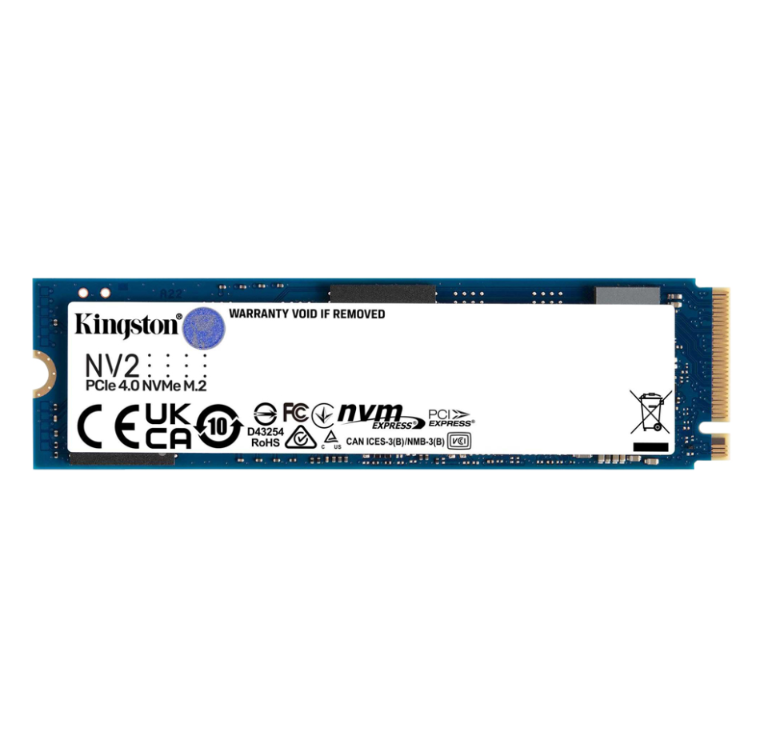 WARRANTY VOID IF REMOVED
Kingston®
NV2
PCIe 4.0 NVMe M.2
CE
UK
CA
10
FC
nvm
EXPRESS®
PCI
EXPRESS®
D43254
RoHS
C US
CAN ICES-3(B)/NMB-3(B)
VCI